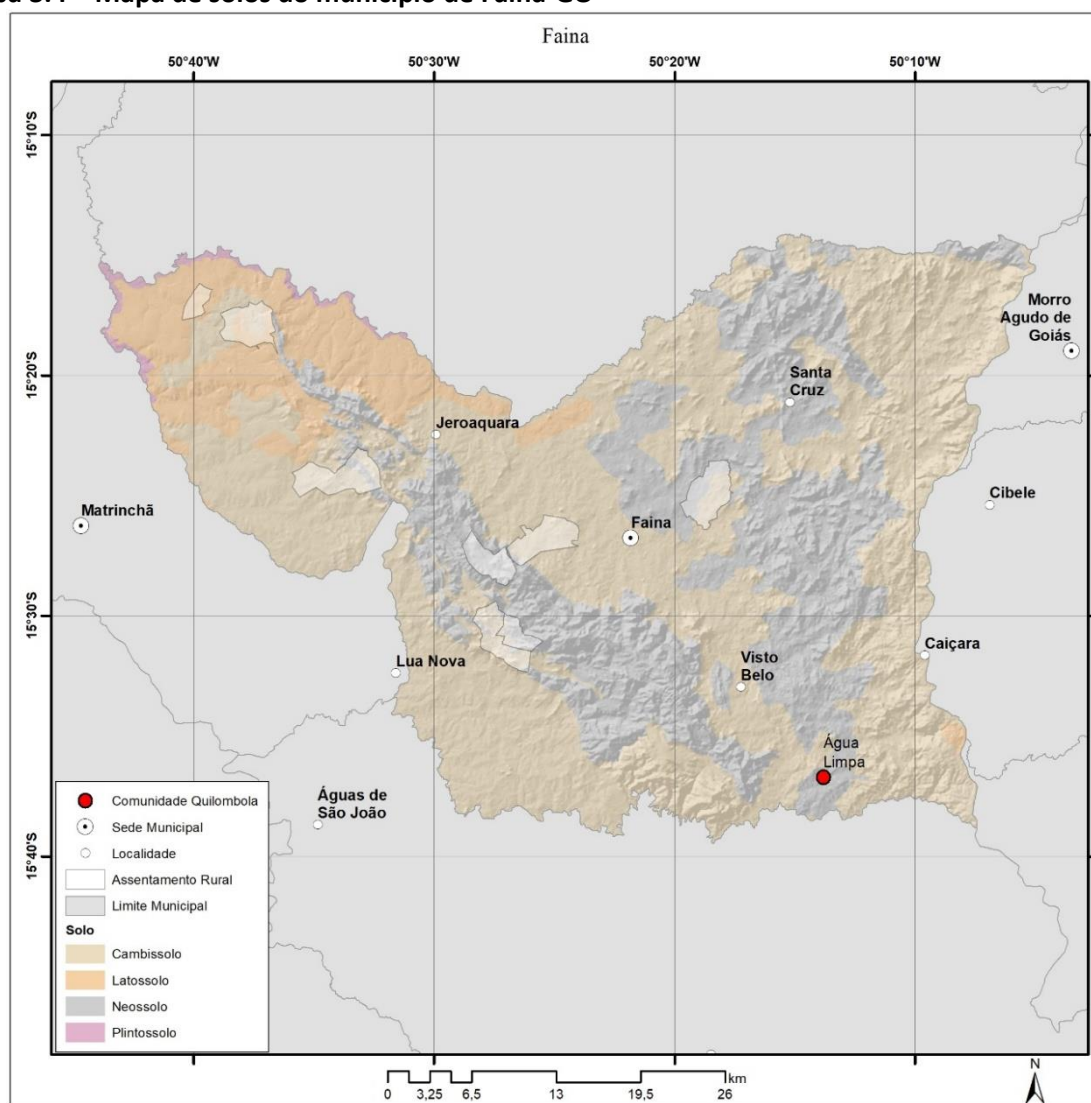 Mapa de solos do município de Faina-GO
Faina
50°40'W
50°30'W
50°20'W
50°10'W
15°10'S
15°20'S
15°30'S
15°40'S
Morro
Agudo de
Goiás
Santa
Cruz
Jeroaquara
Cibele
Matrinchã
Faina
Caiçara
Lua Nova
Visto
Belo
Água
Limpa
Águas de
São João
Comunidade Quilombola
Sede Municipal
Localidade
Assentamento Rural
Limite Municipal
Solo
Cambissolo
Latossolo
Neossolo
Plintossolo
0 3,25 6,5 13 19,5 26 km
N